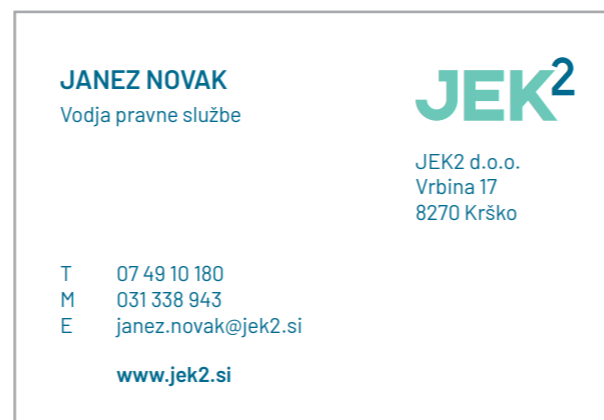 JANEZ NOVAK
Vodja pravne službe
JEK2
JEK2 d.o.o.
Vrbina 17
8270 Krško
T 07 49 10 180
M 031 338 943
E janez.novak@jek2.si
www.jek2.si